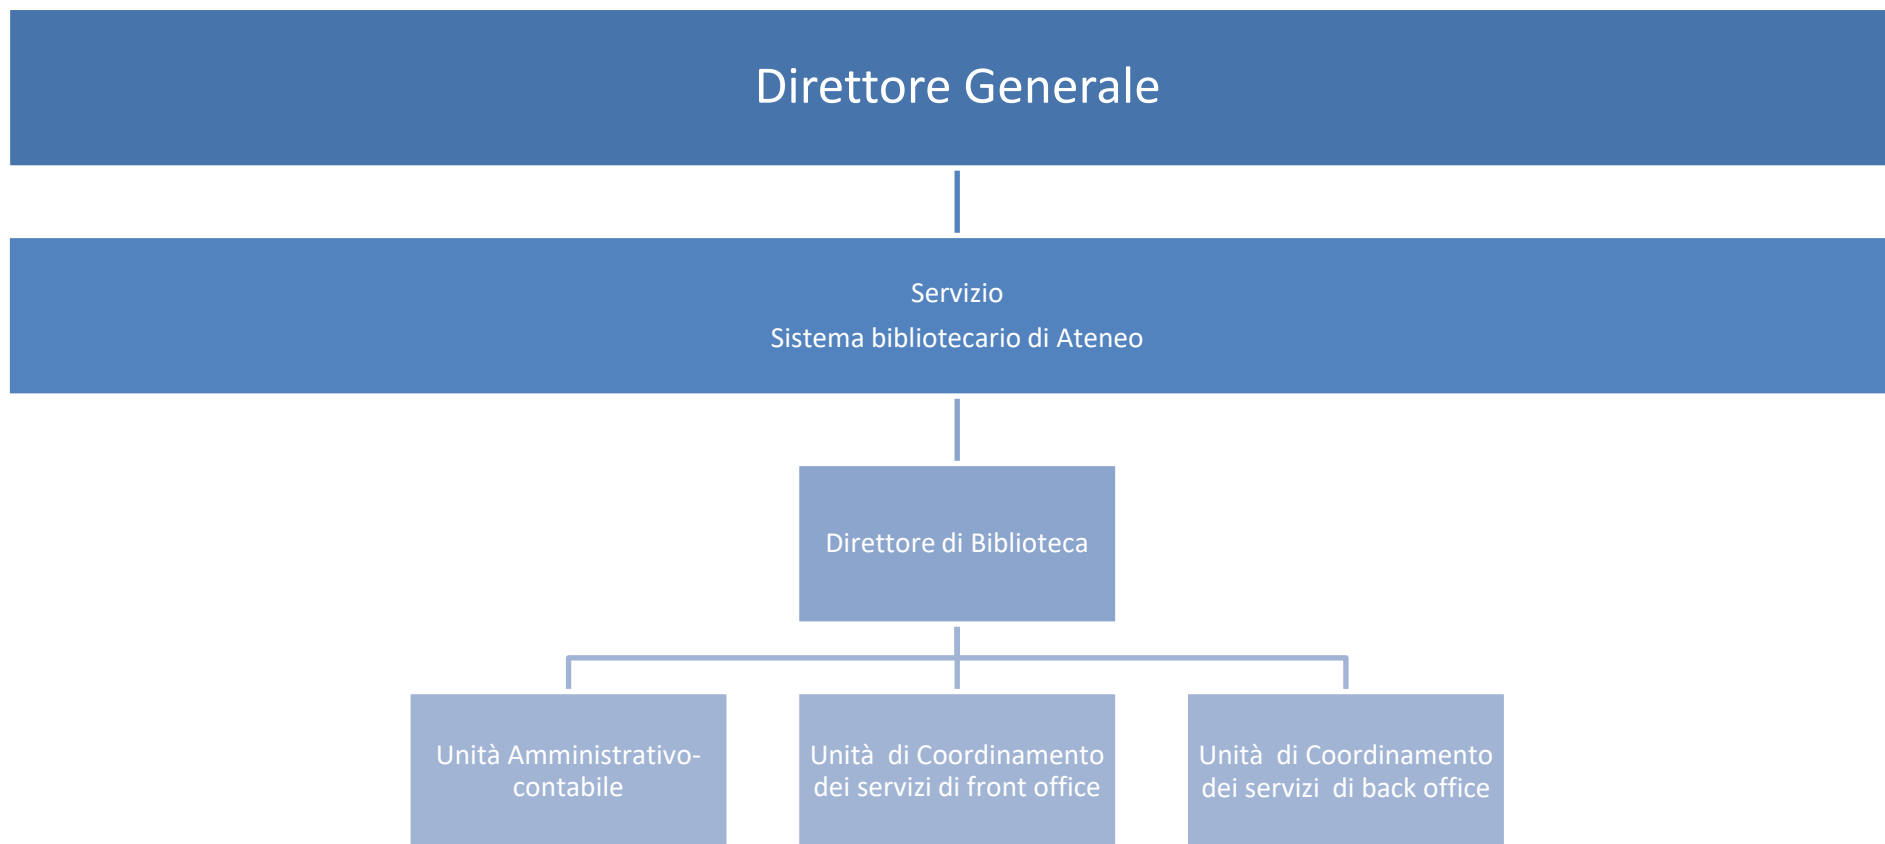 Direttore Generale
Servizio
Sistema bibliotecario di Ateneo
Direttore di Biblioteca
Unità Amministrativo-
contabile
Unità  di Coordinamento
dei servizi di front office
Unità  di Coordinamento
dei servizi  di back office